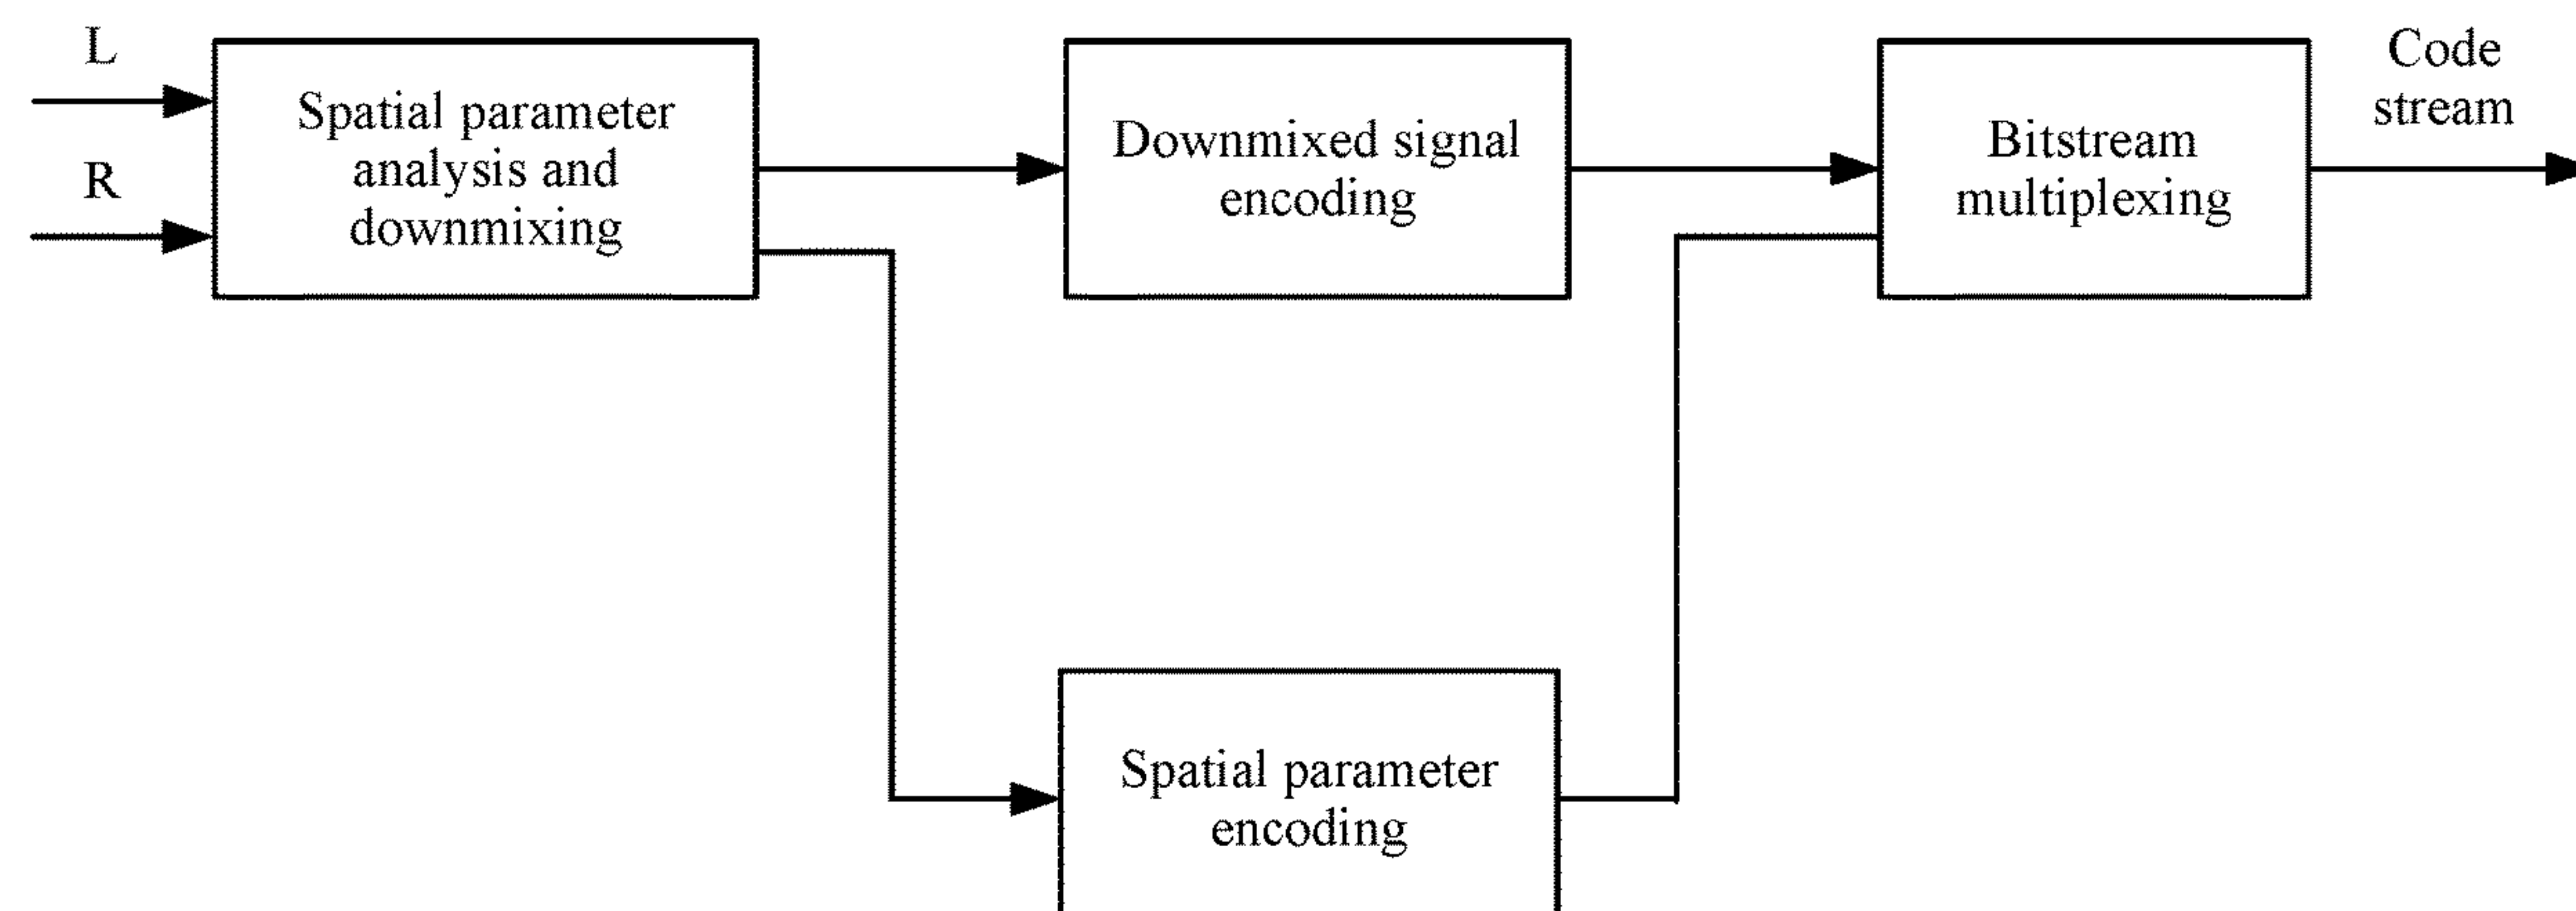 L
R
Spatial parameter
analysis and
downmixing
Downmixed signal
encoding
Bitstream
multiplexing
Code
stream
Spatial parameter
encoding